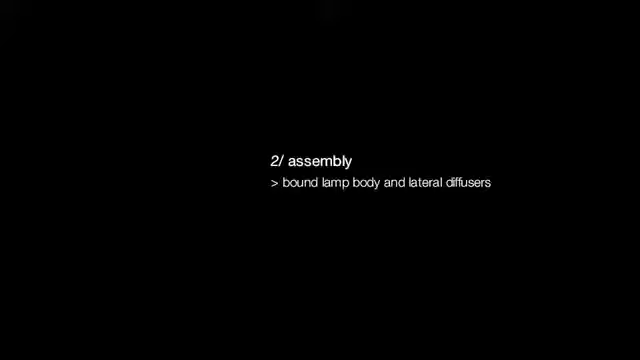 2/ assembly
> bound lamp body and lateral diffusers